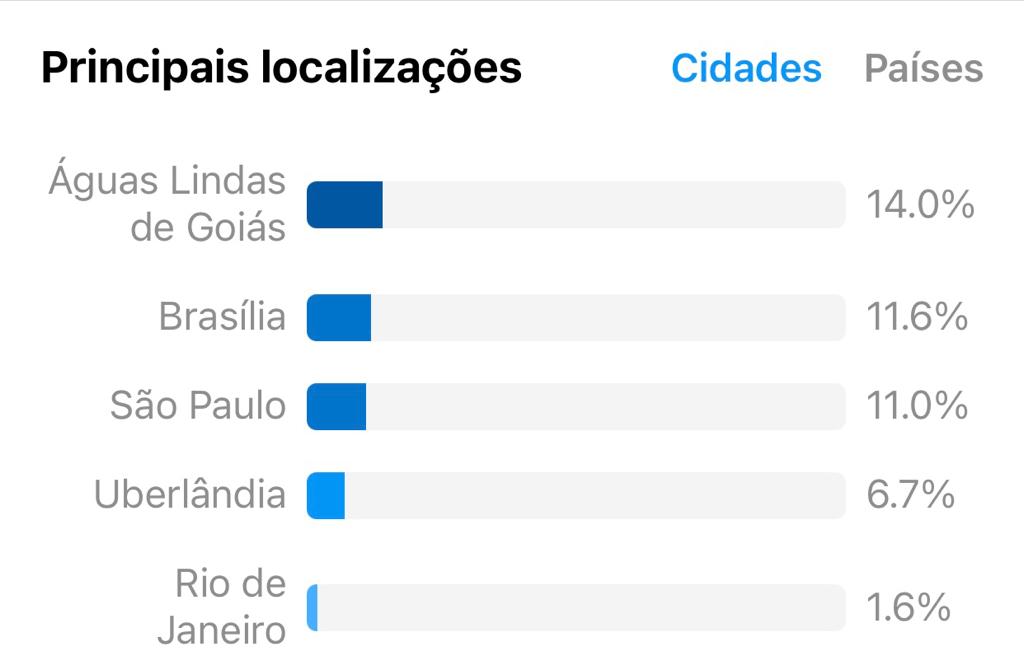 Principais localizações Cidades Países
Águas Lindas
de Goiás 14.0%
Brasília 11.6%
São Paulo 11.0%
Uberlândia 6.7%
Rio de
Janeiro 1.6%